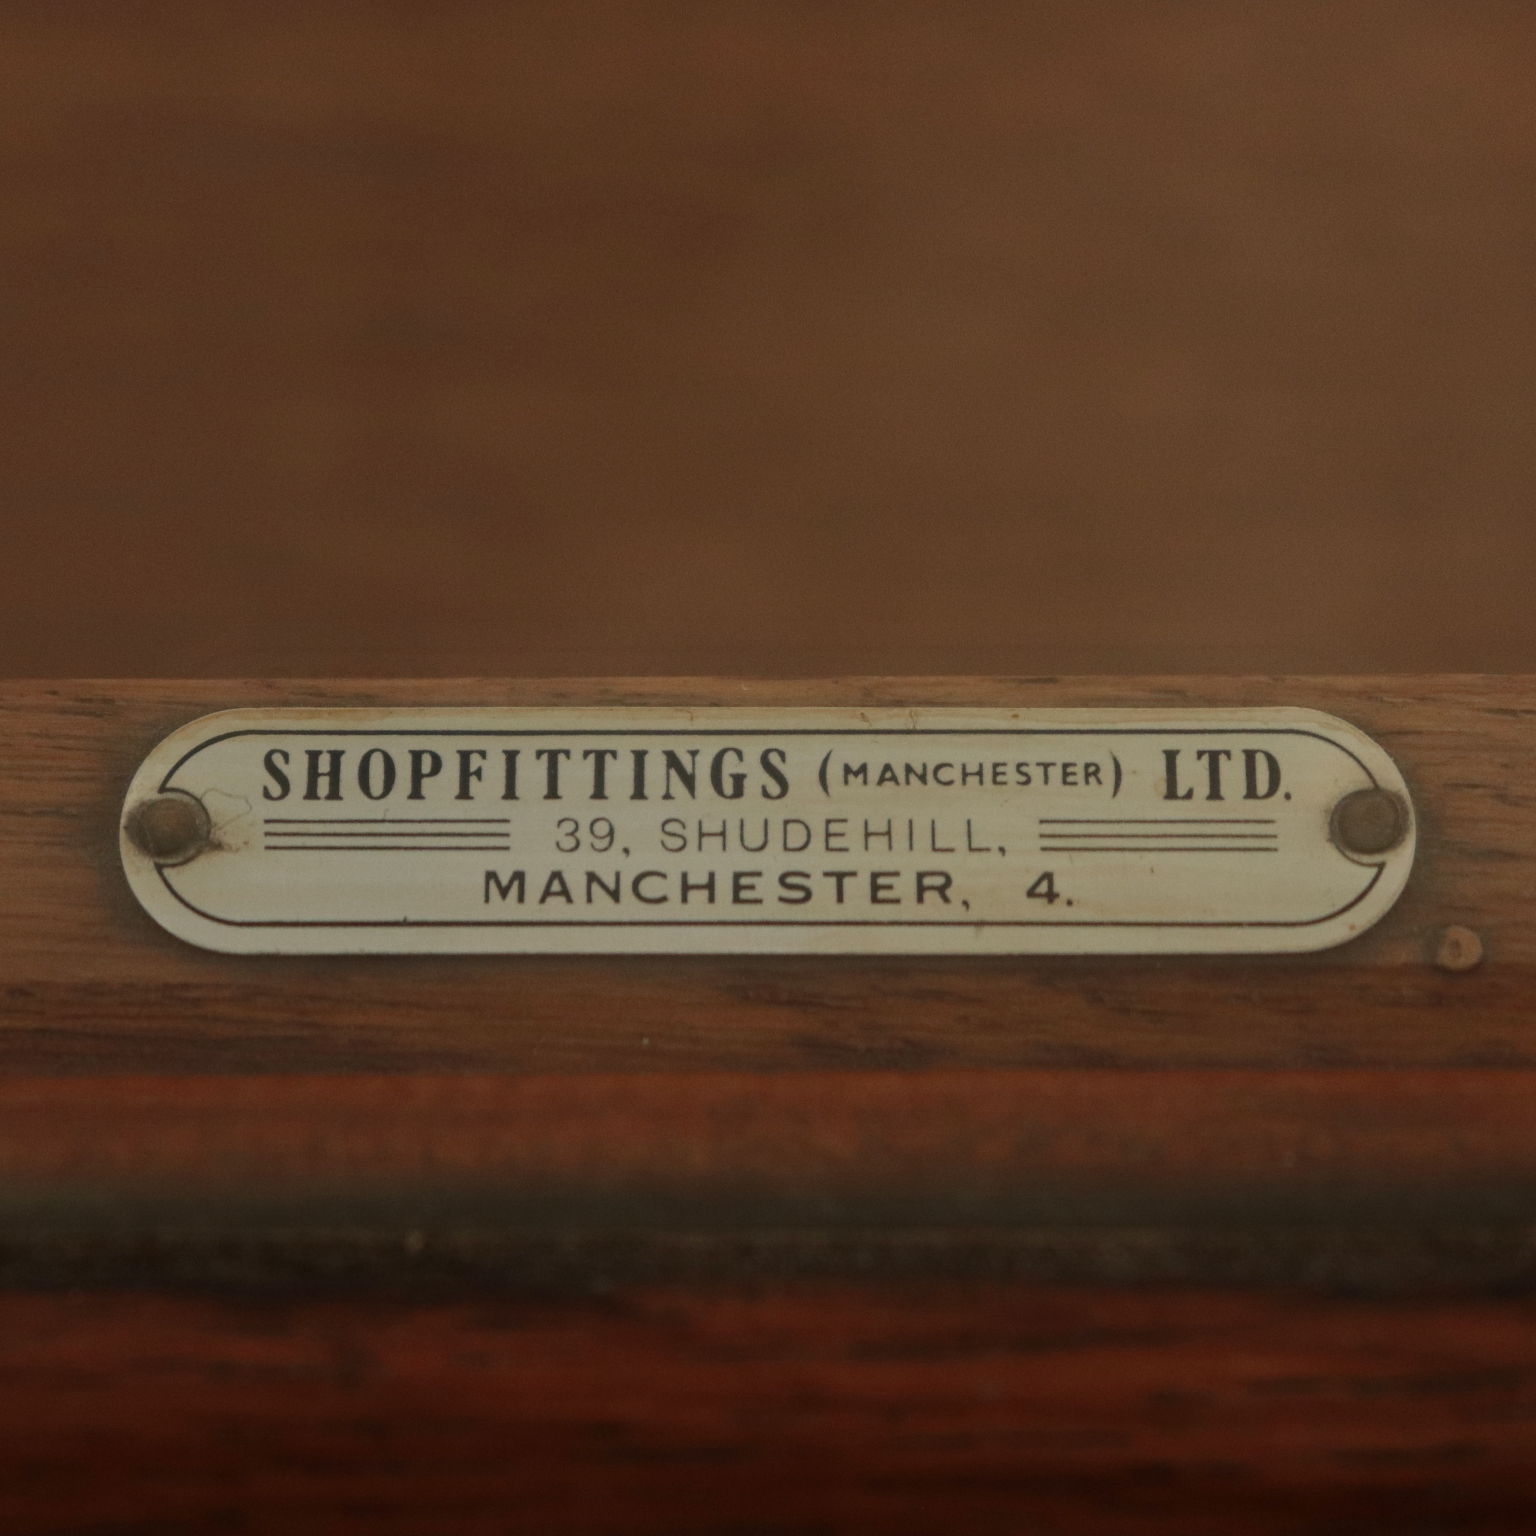 SHOPFITTINGS (MANCHESTER) LTD.
39, SHUDEHILL,
MANCHESTER, 4.